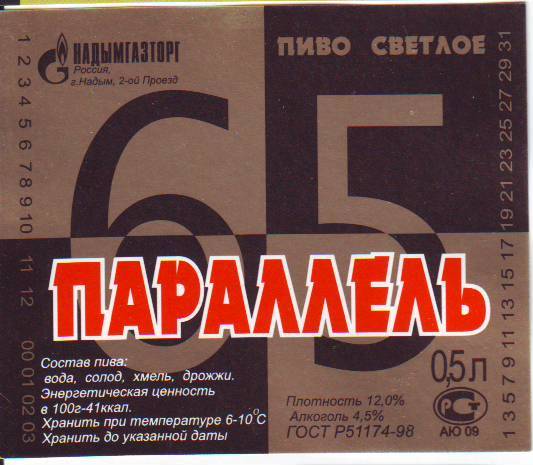 НАДЫМГАЗТОРГ
Россия,
г.Надым, 2-ой Проезд
ПИВО СВЕТЛОЕ
65
ПАРАЛЛЕЛЬ
Состав пива:
вода, солод, хмель, дрожжи.
Энергетическая ценность
в 100г-41ккал.
Хранить при температуре 6-10°С
Хранить до указанной даты
0,5 л
Плотность 12,0%
Алкоголь 4,5%
ГОСТ Р51174-98
РСТ
АЮ 09
1 2 3 4 5 6 7 8 9 10 11 12 00 01 02 03
1 3 5 7 9 11 13 15 17 19 21 23 25 27 29 31